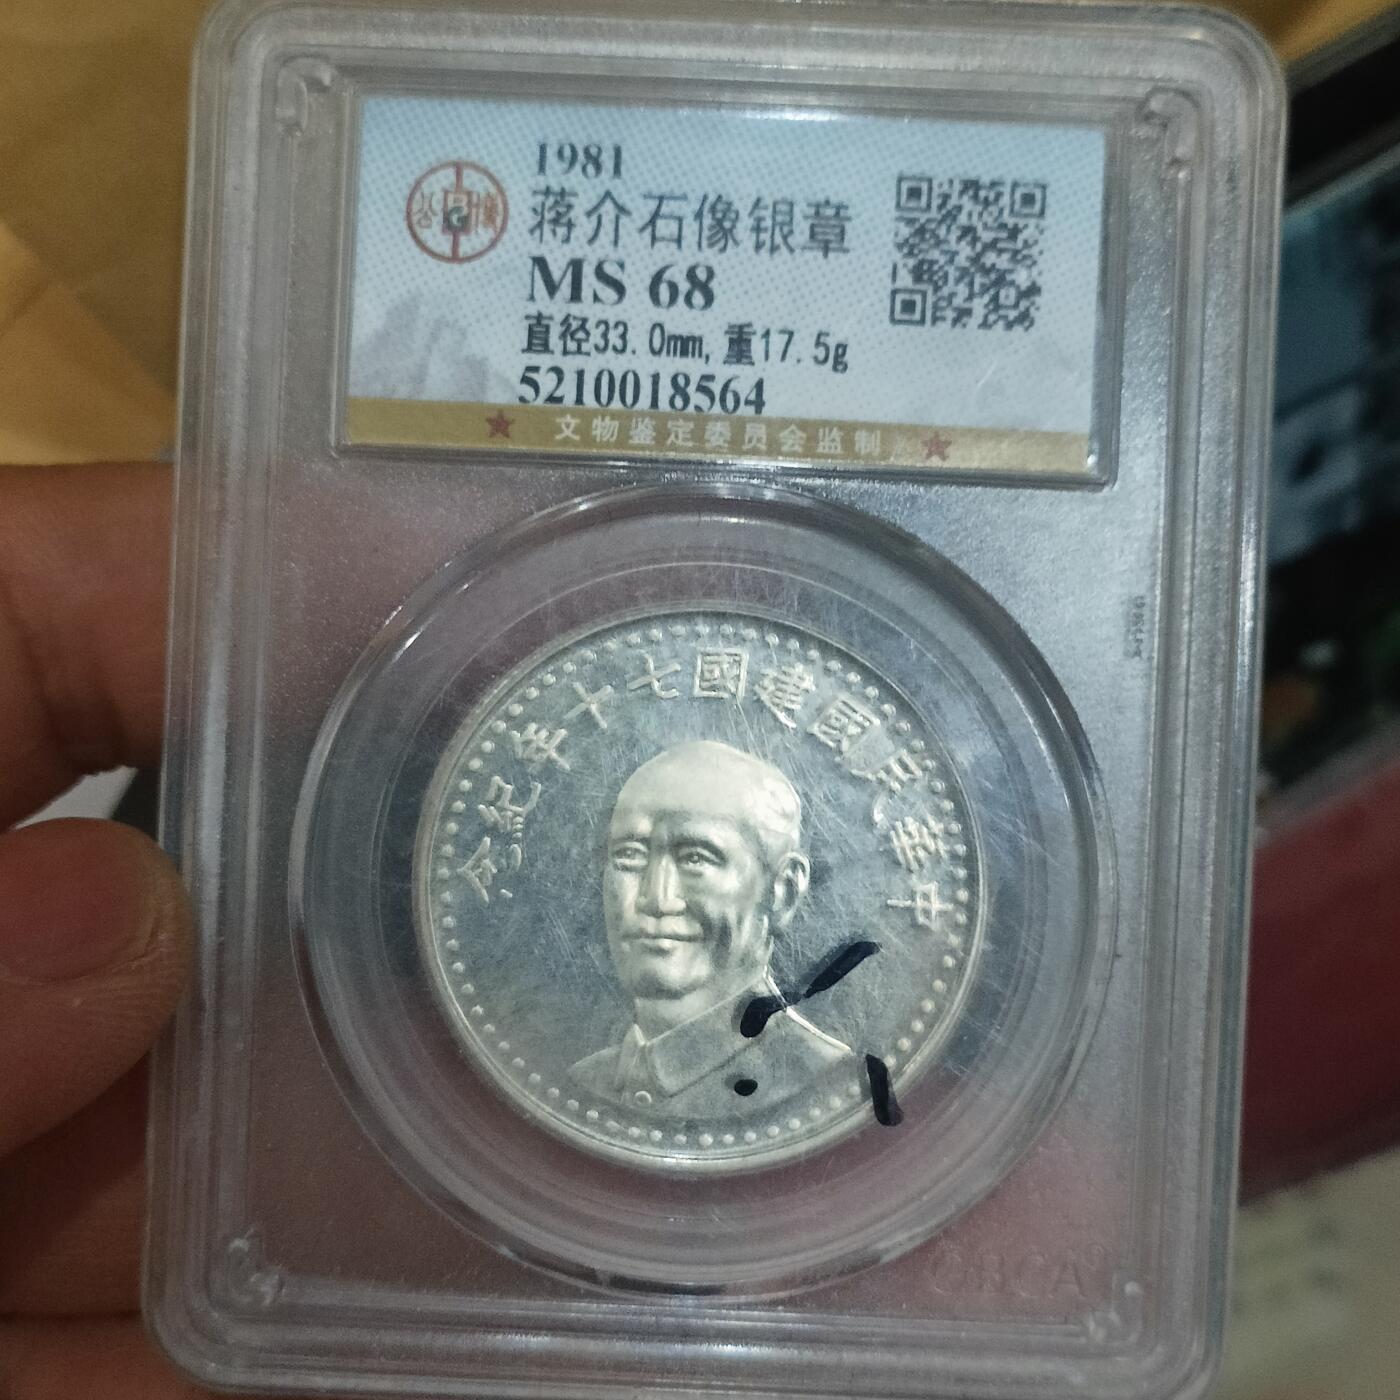 1981
蒋介石像银章
MS 68
直径33.0mm,重17.5g
5210018564
文物鉴定委员会监制
公博
中華民國建國七十年紀念